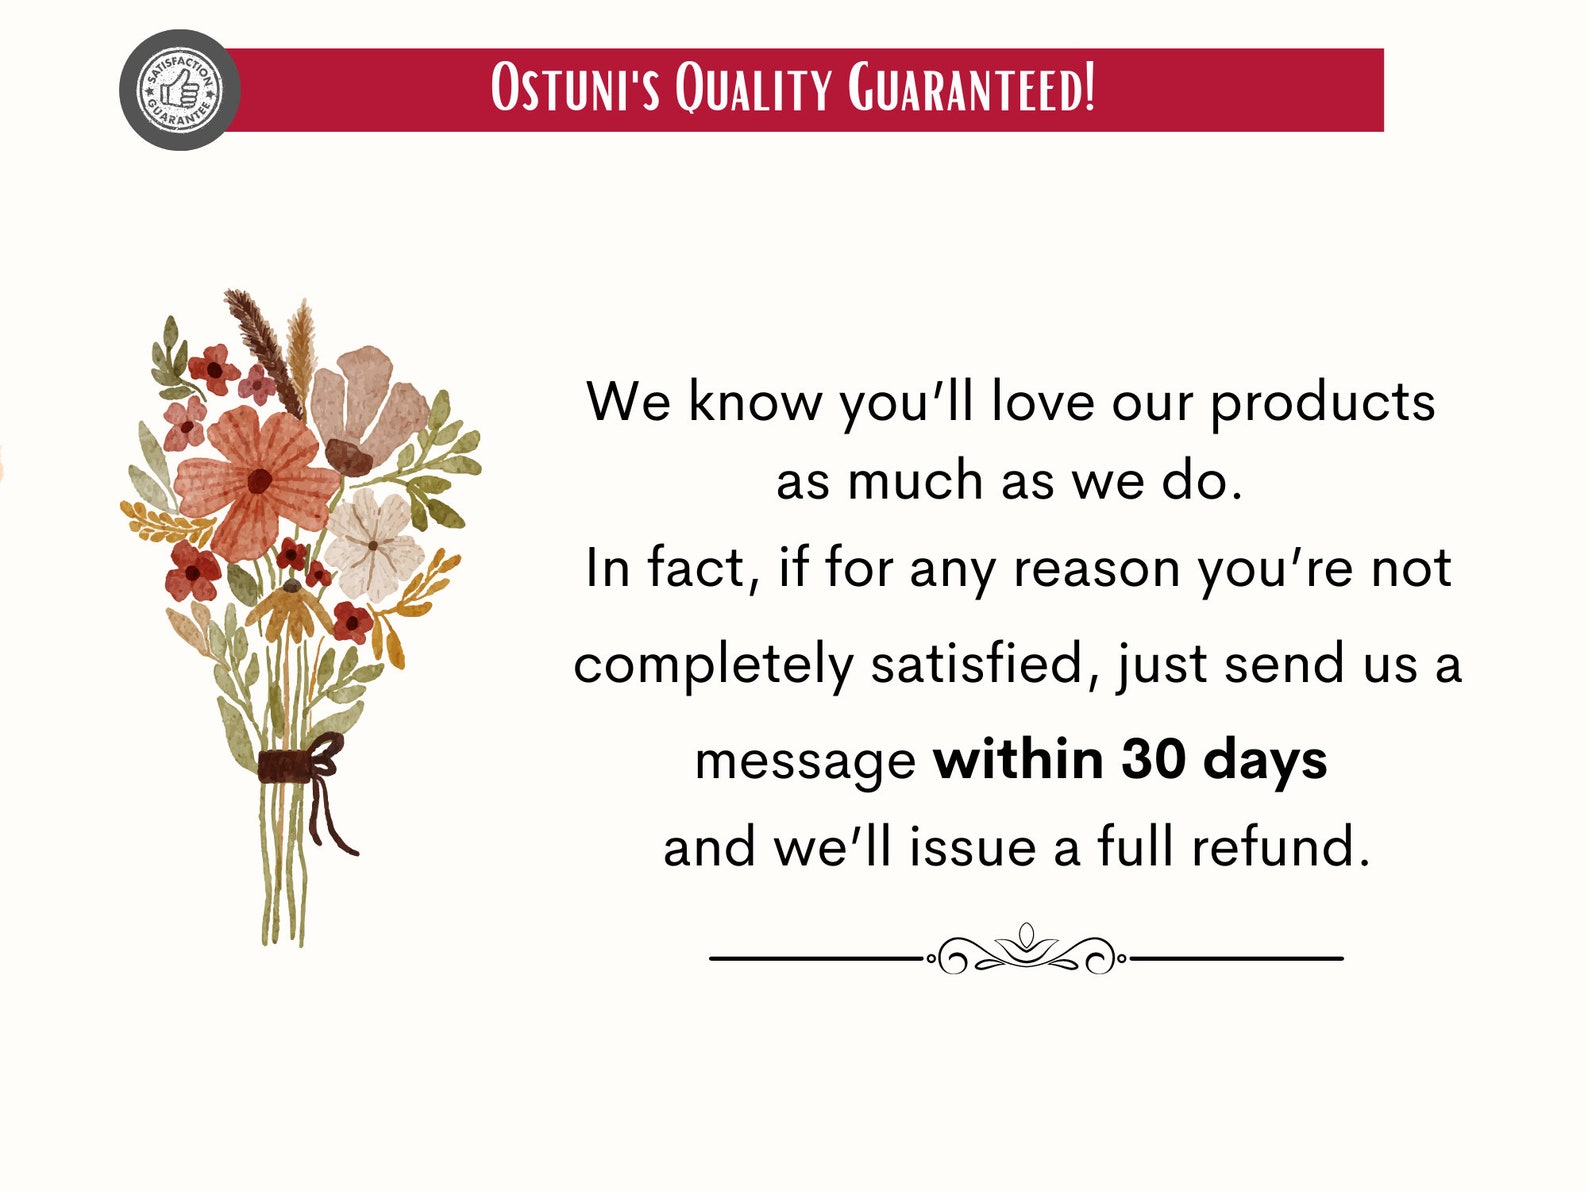 SATISFACTION
GUARANTEE
Ostuni's Quality Guaranteed!
We know you’ll love our products
as much as we do.
In fact, if for any reason you’re not
completely satisfied, just send us a
message within 30 days
and we’ll issue a full refund.